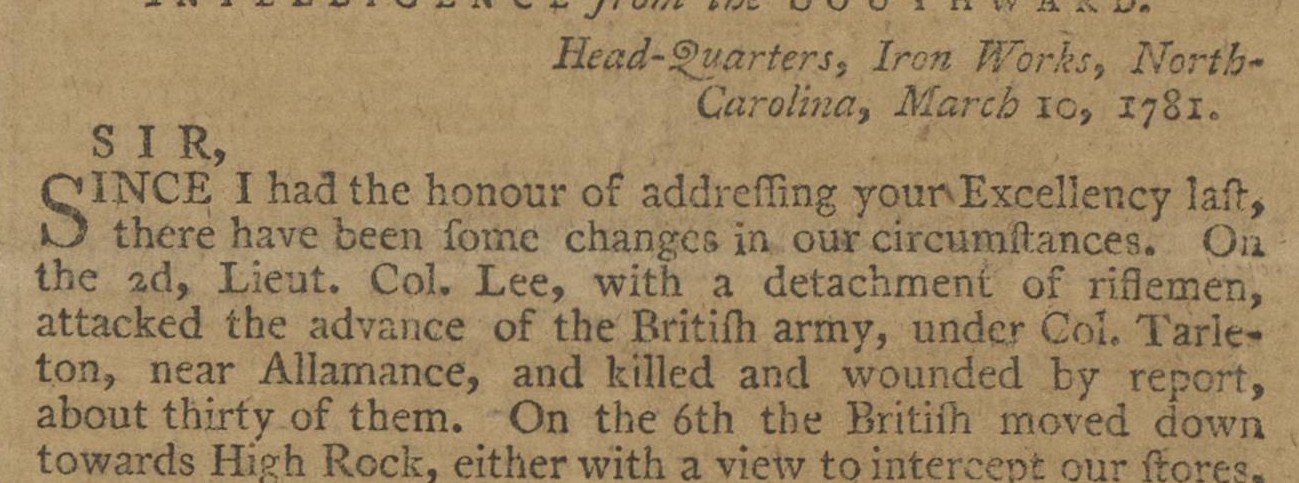 INTELLIGENCE from the SOUTHWARD.
Head-Quarters, Iron Works, North-
Carolina, March 10, 1781.
SIR,
SINCE I had the honour of addreſſing your Excellency laſt,
there have been ſome changes in our circumſtances. On
the 2d, Lieut. Col. Lee, with a detachment of riflemen,
attacked the advance of the Britiſh army, under Col. Tarle-
ton, near Allamance, and killed and wounded by report,
about thirty of them. On the 6th the Britiſh moved down
towards High Rock, either with a view to intercept our ſtores,